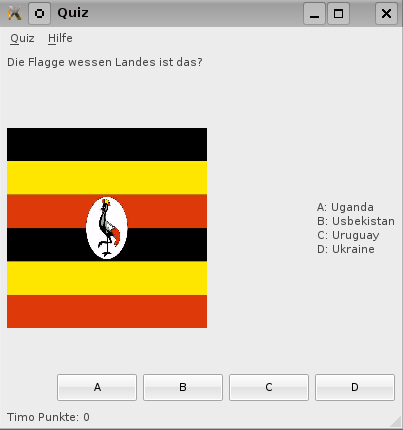 Quiz
Quiz Hilfe
Die Flagge wessen Landes ist das?
A: Uganda
B: Usbekistan
C: Uruguay
D: Ukraine
A B C D
Timo Punkte: 0